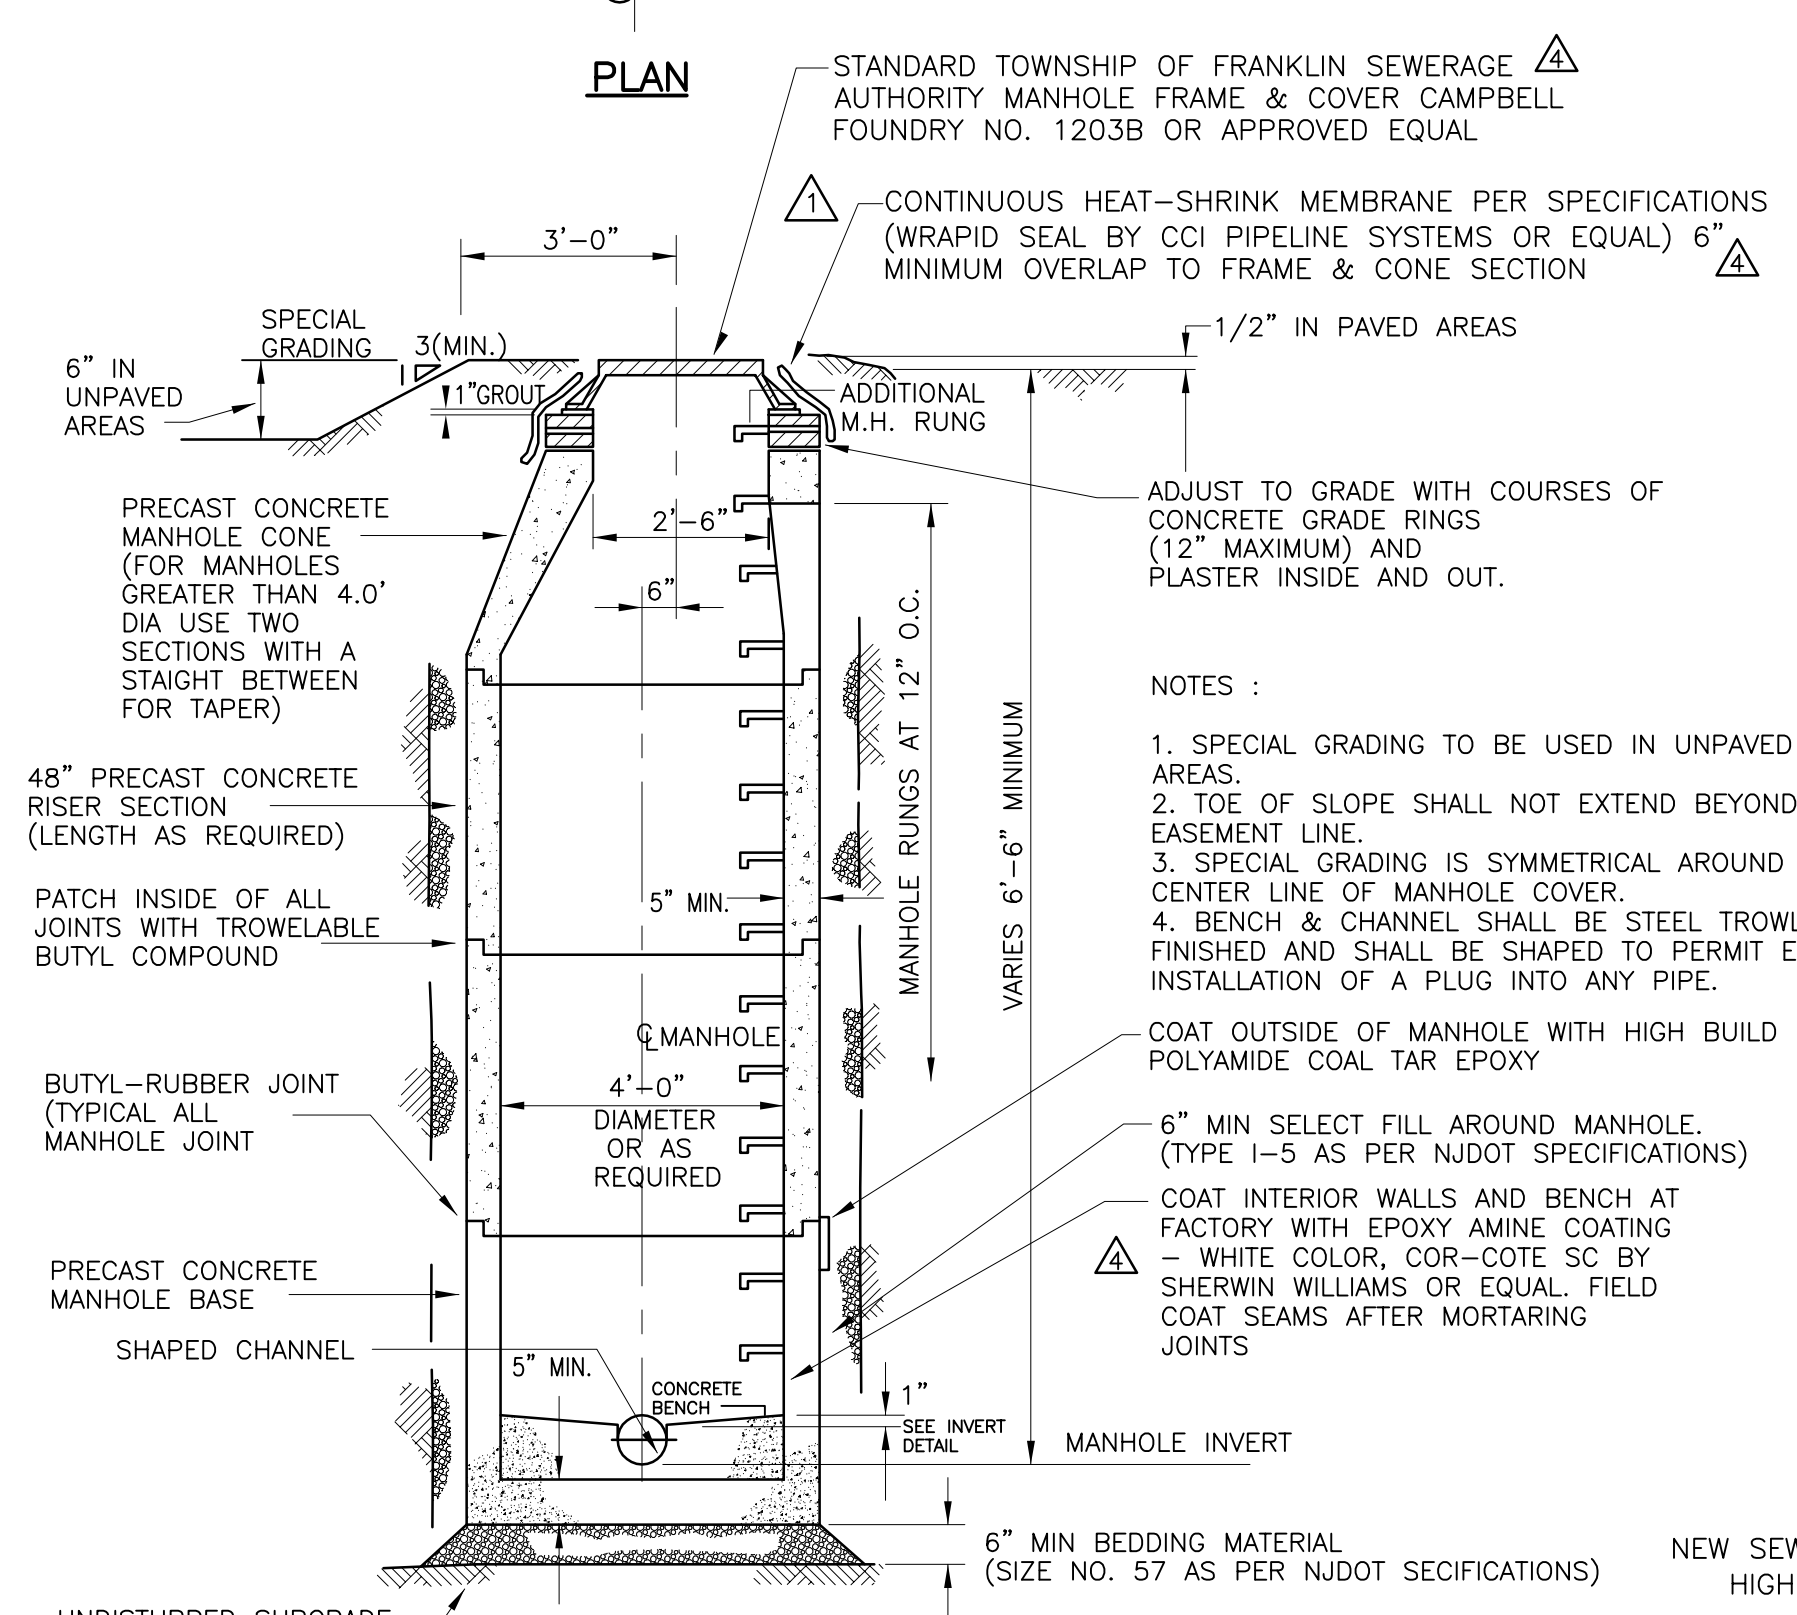 PLAN
STANDARD TOWNSHIP OF FRANKLIN SEWERAGE 4
AUTHORITY MANHOLE FRAME & COVER CAMPBELL
FOUNDRY NO. 1203B OR APPROVED EQUAL
1
CONTINUOUS HEAT-SHRINK MEMBRANE PER SPECIFICATIONS
(WRAPID SEAL BY CCI PIPELINE SYSTEMS OR EQUAL) 6"
MINIMUM OVERLAP TO FRAME & CONE SECTION 4
3'-0"
SPECIAL
GRADING
3(MIN.)
1
6" IN
UNPAVED
AREAS
1"GROUT
1/2" IN PAVED AREAS
ADDITIONAL
M.H. RUNG
ADJUST TO GRADE WITH COURSES OF
CONCRETE GRADE RINGS
(12" MAXIMUM) AND
PLASTER INSIDE AND OUT.
PRECAST CONCRETE
MANHOLE CONE
(FOR MANHOLES
GREATER THAN 4.0'
DIA USE TWO
SECTIONS WITH A
STAIGHT BETWEEN
FOR TAPER)
2'-6"
6"
MANHOLE RUNGS AT 12" O.C.
VARIES 6'-6" MINIMUM
NOTES :
1. SPECIAL GRADING TO BE USED IN UNPAVED
AREAS.
2. TOE OF SLOPE SHALL NOT EXTEND BEYOND
EASEMENT LINE.
3. SPECIAL GRADING IS SYMMETRICAL AROUND
CENTER LINE OF MANHOLE COVER.
4. BENCH & CHANNEL SHALL BE STEEL TROWL
FINISHED AND SHALL BE SHAPED TO PERMIT E
INSTALLATION OF A PLUG INTO ANY PIPE.
48" PRECAST CONCRETE
RISER SECTION
(LENGTH AS REQUIRED)
PATCH INSIDE OF ALL
JOINTS WITH TROWELABLE
BUTYL COMPOUND
5" MIN.
℄ MANHOLE
4'-0"
DIAMETER
OR AS
REQUIRED
BUTYL-RUBBER JOINT
(TYPICAL ALL
MANHOLE JOINT
COAT OUTSIDE OF MANHOLE WITH HIGH BUILD
POLYAMIDE COAL TAR EPOXY
6" MIN SELECT FILL AROUND MANHOLE.
(TYPE I-5 AS PER NJDOT SPECIFICATIONS)
COAT INTERIOR WALLS AND BENCH AT
FACTORY WITH EPOXY AMINE COATING
4 - WHITE COLOR, COR-COTE SC BY
SHERWIN WILLIAMS OR EQUAL. FIELD
COAT SEAMS AFTER MORTARING
JOINTS
PRECAST CONCRETE
MANHOLE BASE
SHAPED CHANNEL
5" MIN.
CONCRETE
BENCH
1"
SEE INVERT
DETAIL
MANHOLE INVERT
6" MIN BEDDING MATERIAL
(SIZE NO. 57 AS PER NJDOT SECIFICATIONS)
NEW SEW
HIGH
UNDISTURBED SUBGRADE